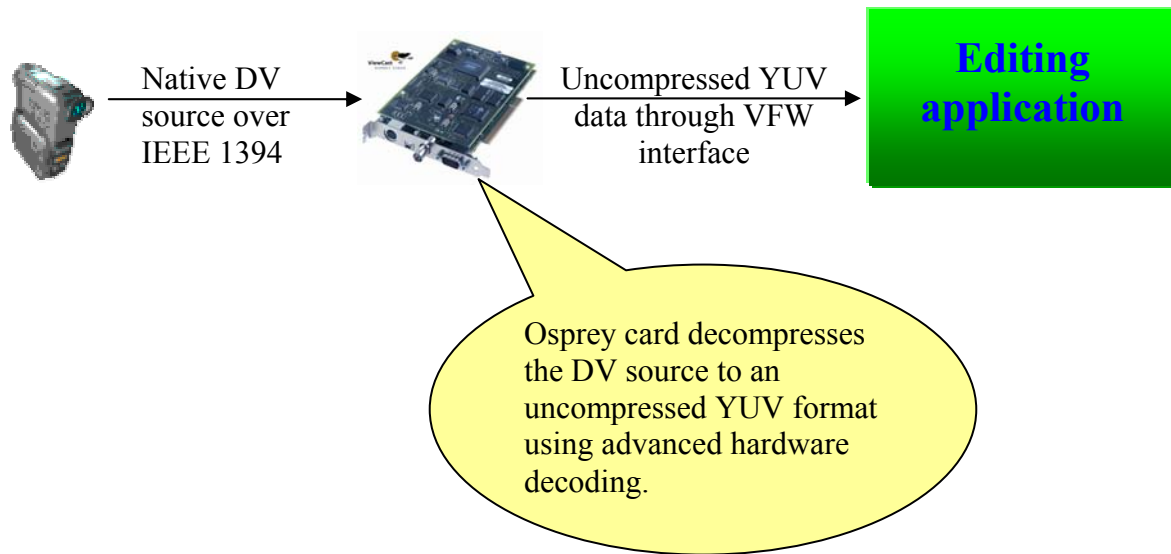 Native DV
source over
IEEE 1394
ViewCast
Uncompressed YUV
data through VFW
interface
Editing
application
Osprey card decompresses
the DV source to an
uncompressed YUV format
using advanced hardware
decoding.